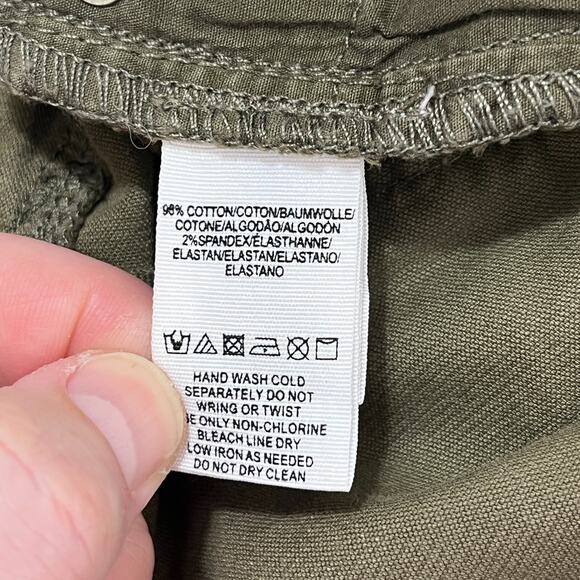 98% COTTON/COTON/BAUMWOLLE/
COTONE/ALGODÃO/ALGODÓN
2%SPANDEX/ÉLASTHANNE/
ELASTAN/ELASTAN/ELASTANO/
ELASTANO
HAND WASH COLD
SEPARATELY DO NOT
WRING OR TWIST
ONLY NON-CHLORINE
BLEACH LINE DRY
LOW IRON AS NEEDED
DO NOT DRY CLEAN